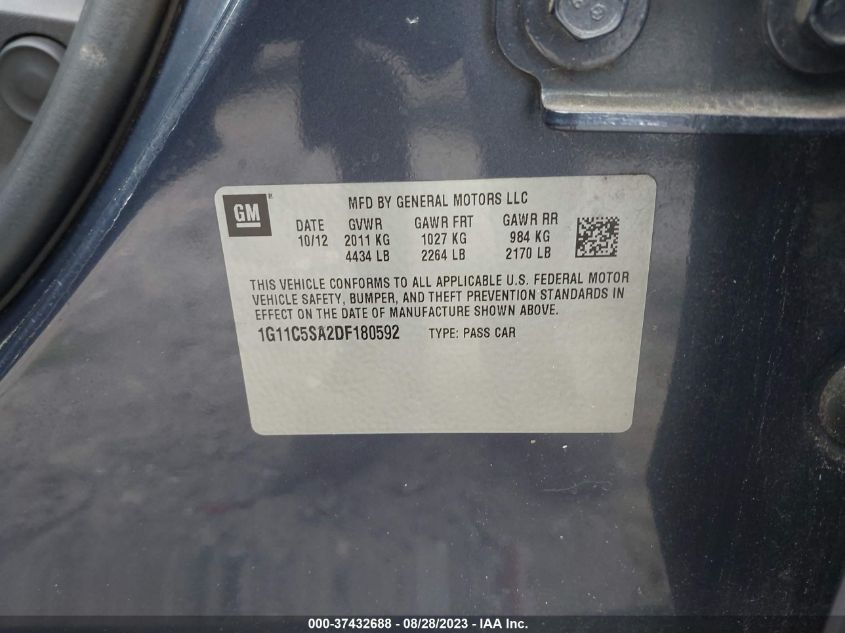 GM ®
MFD BY GENERAL MOTORS LLC
DATE GVWR GAWR FRT GAWR RR
10/12 2011 KG 1027 KG 984 KG
4434 LB 2264 LB 2170 LB
THIS VEHICLE CONFORMS TO ALL APPLICABLE U.S. FEDERAL MOTOR
VEHICLE SAFETY, BUMPER, AND THEFT PREVENTION STANDARDS IN
EFFECT ON THE DATE OF MANUFACTURE SHOWN ABOVE.
1G11C5SA2DF180592 TYPE: PASS CAR
000-37432688 - 08/28/2023 - IAA Inc.